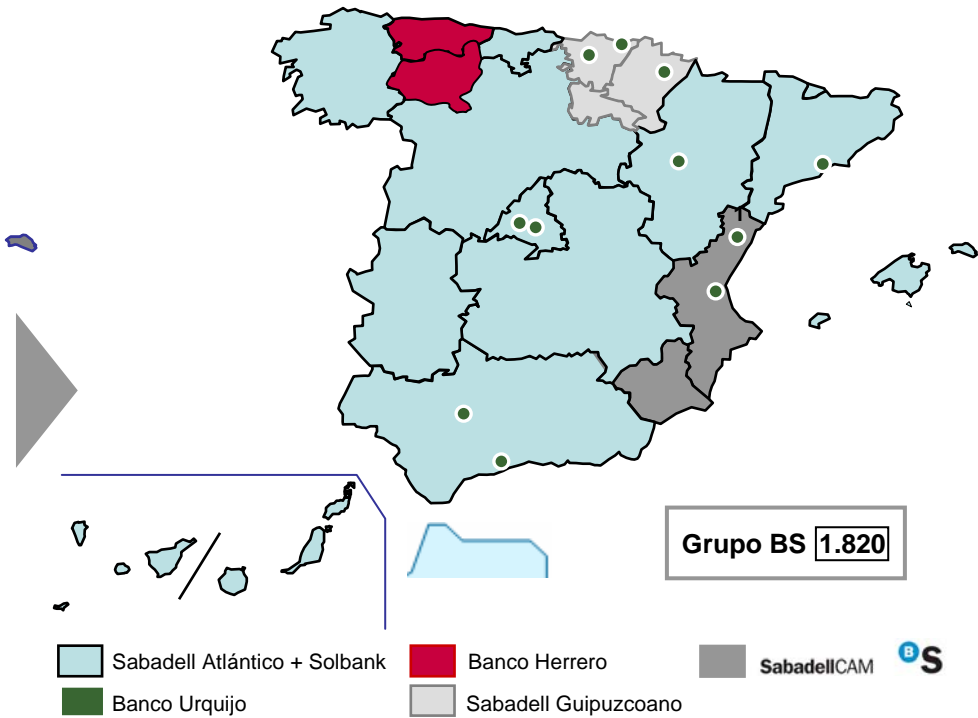 Grupo BS 1.820
Sabadell Atlántico + Solbank
Banco Herrero
SabadellCAM
BS
Banco Urquijo
Sabadell Guipuzcoano